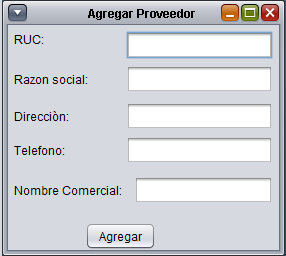 Agregar Proveedor
RUC:
Razon social:
Direcciòn:
Telefono:
Nombre Comercial:
Agregar